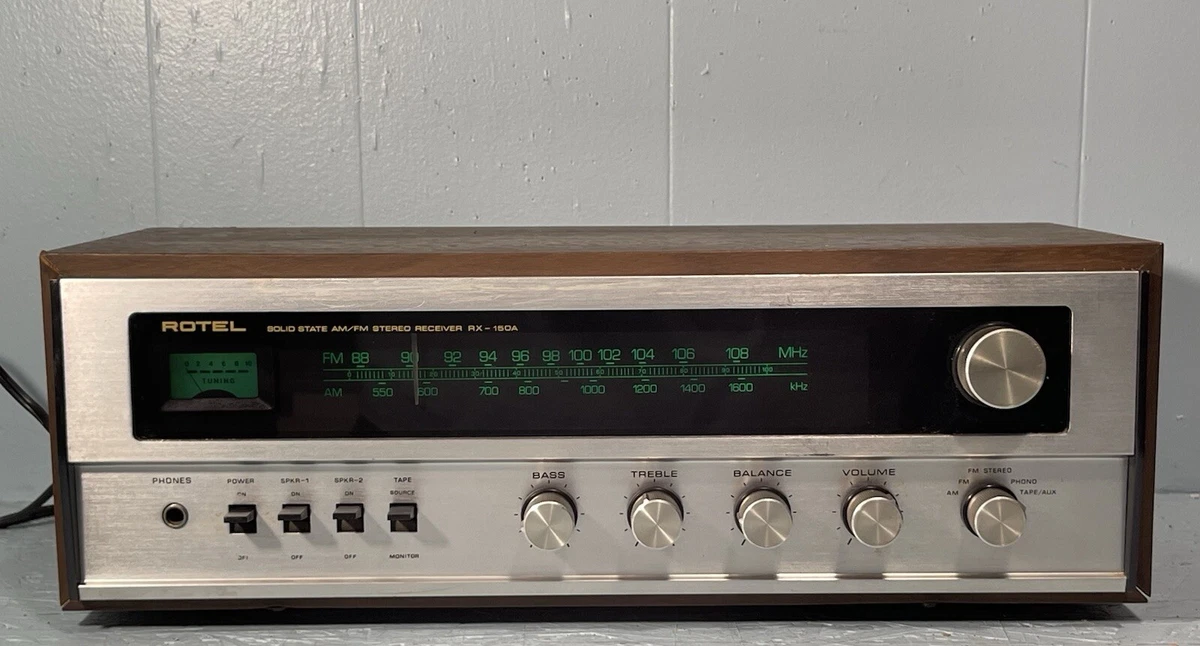 ROTEL SOLID STATE AM/FM STEREO RECEIVER RX-150A
FM 88 90 92 94 96 98 100 102 104 106 108 MHz
AM 550 600 700 800 1000 1200 1400 1600 kHz
TUNING
PHONES
POWER SPKR-1 SPKR-2 TAPE
ON ON ON SOURCE
OFF OFF MONITOR
BASS TREBLE BALANCE VOLUME
FM STEREO
FM PHONO
AM TAPE/AUX